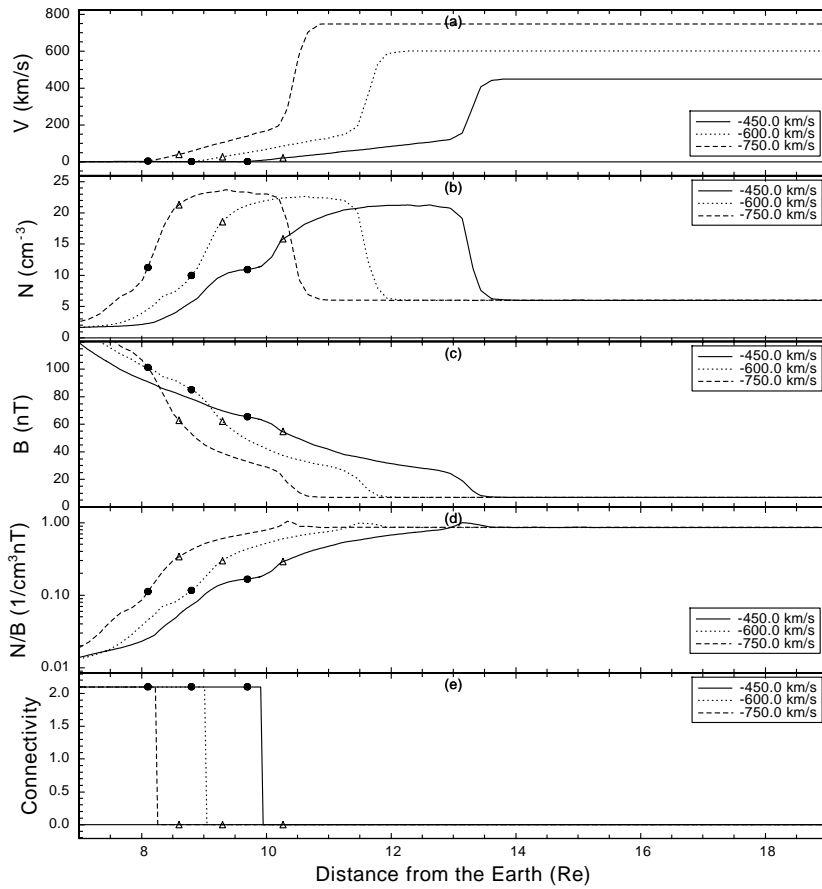 (a)
V (km/s)
800
600
400
200
0
-450.0 km/s
-600.0 km/s
-750.0 km/s
(b)
N (cm-3)
25
20
15
10
5
0
-450.0 km/s
-600.0 km/s
-750.0 km/s
(c)
B (nT)
100
80
60
40
20
0
-450.0 km/s
-600.0 km/s
-750.0 km/s
(d)
N/B (1/cm3nT)
1.00
0.10
0.01
-450.0 km/s
-600.0 km/s
-750.0 km/s
(e)
Connectivity
2.0
1.5
1.0
0.5
0.0
-450.0 km/s
-600.0 km/s
-750.0 km/s
8 10 12 14 16 18
Distance from the Earth (Re)